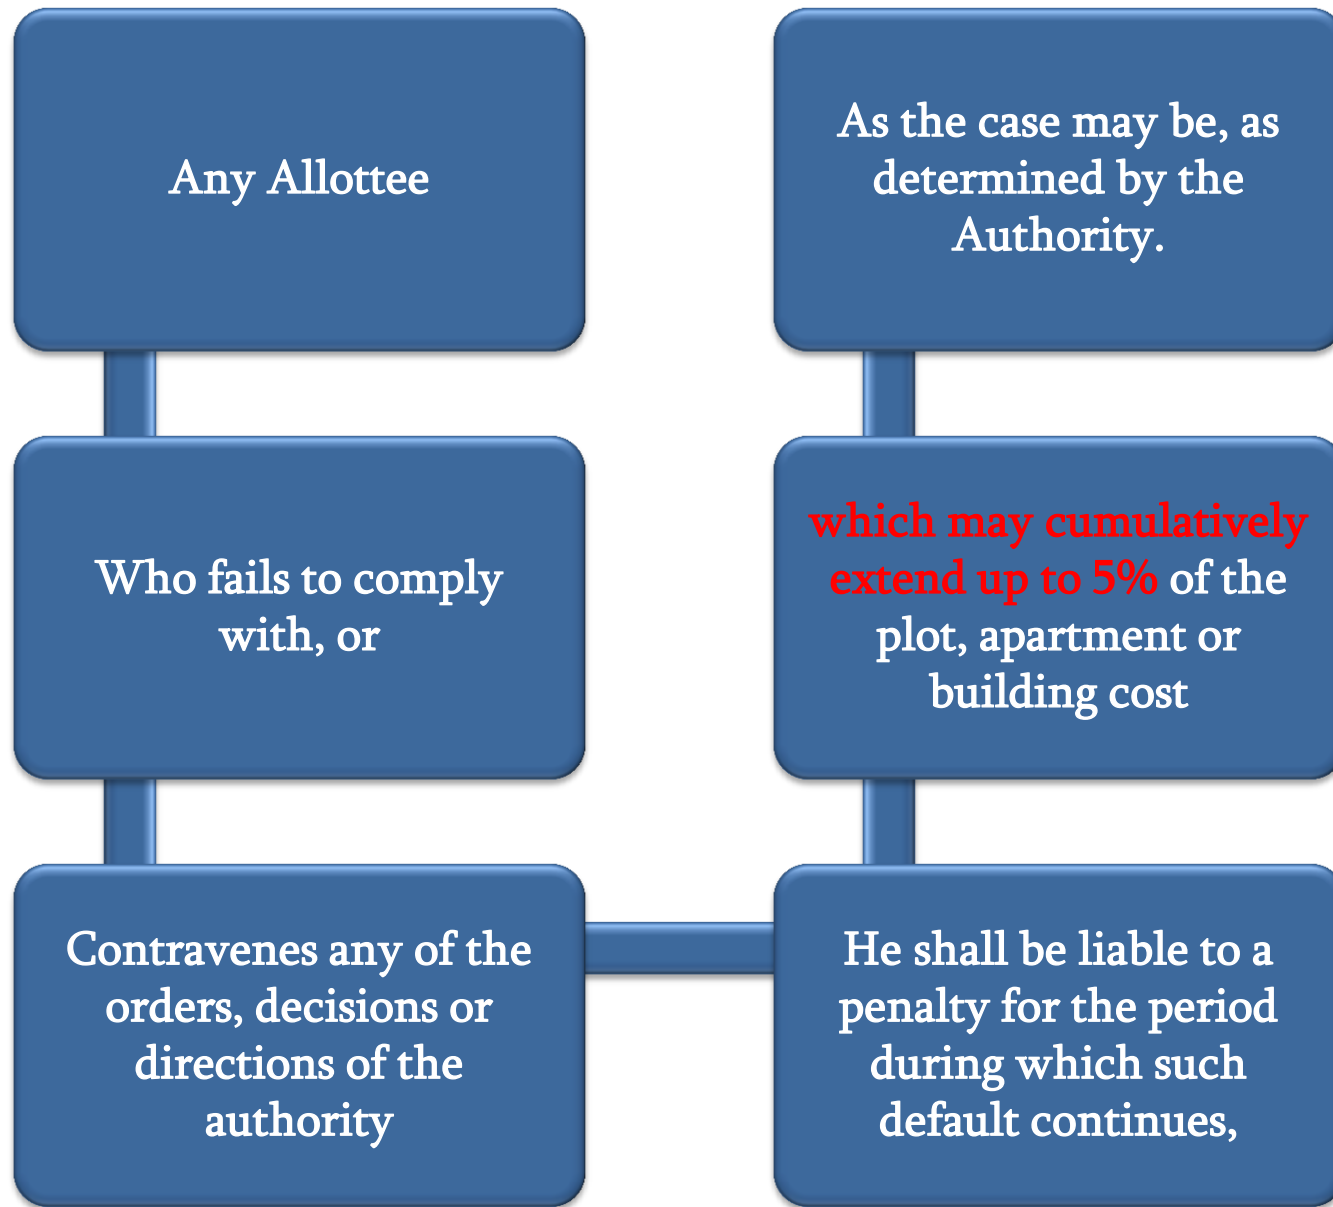 Any Allottee
Who fails to comply
with, or
Contravenes any of the
orders, decisions or
directions of the
authority
He shall be liable to a
penalty for the period
during which such
default continues,
which may cumulatively
extend up to 5% of the
plot, apartment or
building cost
As the case may be, as
determined by the
Authority.